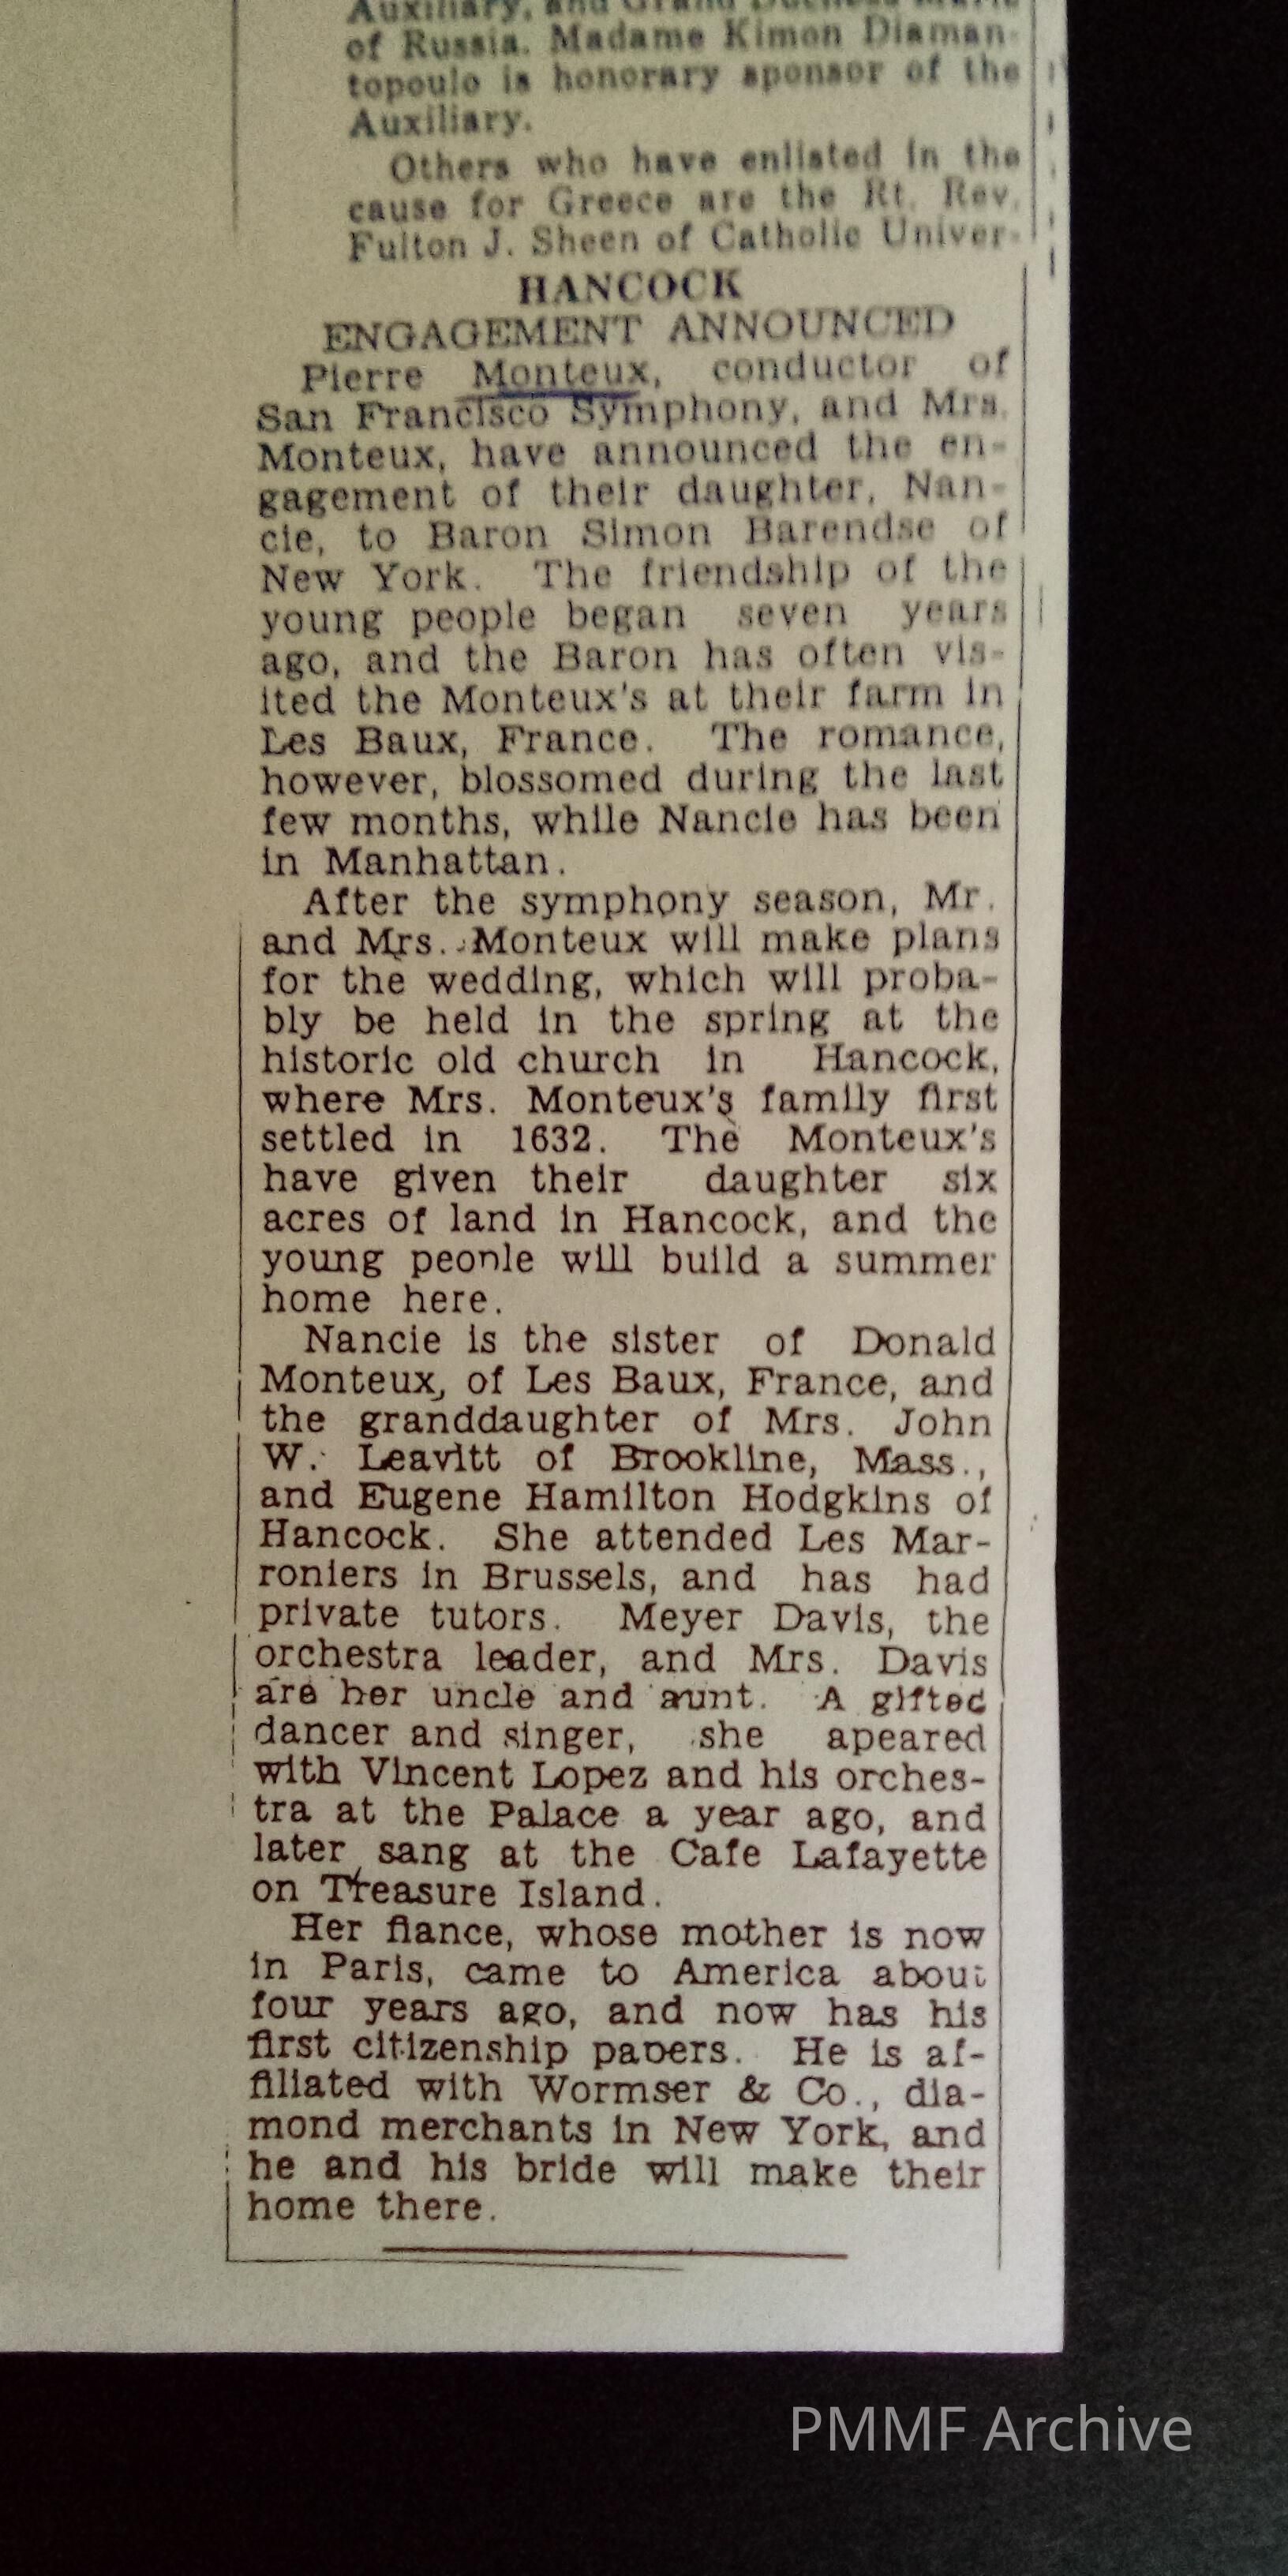 Auxiliary, and Grand Duchess Marie
of Russia. Madame Kimon Diaman-
topoulo is honorary sponsor of the
Auxiliary.
Others who have enlisted in the
cause for Greece are the Rt. Rev.
Fulton J. Sheen of Catholic Univer-
HANCOCK
ENGAGEMENT ANNOUNCED
Pierre Monteux, conductor of
San Francisco Symphony, and Mrs.
Monteux, have announced the en-
gagement of their daughter, Nan-
cie, to Baron Simon Barendse of
New York. The friendship of the
young people began seven years
ago, and the Baron has often vis-
ited the Monteux's at their farm in
Les Baux, France. The romance,
however, blossomed during the last
few months, while Nancie has been
in Manhattan.
After the symphony season, Mr.
and Mrs. Monteux will make plans
for the wedding, which will proba-
bly be held in the spring at the
historic old church in Hancock,
where Mrs. Monteux's family first
settled in 1632. The Monteux's
have given their daughter six
acres of land in Hancock, and the
young people will build a summer
home here.
Nancie is the sister of Donald
Monteux, of Les Baux, France, and
the granddaughter of Mrs. John
W. Leavitt of Brookline, Mass.,
and Eugene Hamilton Hodgkins of
Hancock. She attended Les Mar-
roniers in Brussels, and has had
private tutors. Meyer Davis, the
orchestra leader, and Mrs. Davis
are her uncle and aunt. A gifted
dancer and singer, she apeared
with Vincent Lopez and his orches-
tra at the Palace a year ago, and
later sang at the Cafe Lafayette
on Treasure Island.
Her fiance, whose mother is now
in Paris, came to America about
four years ago, and now has his
first citizenship papers. He is af-
filiated with Wormser & Co., dia-
mond merchants in New York, and
he and his bride will make their
home there.
PMMF Archive